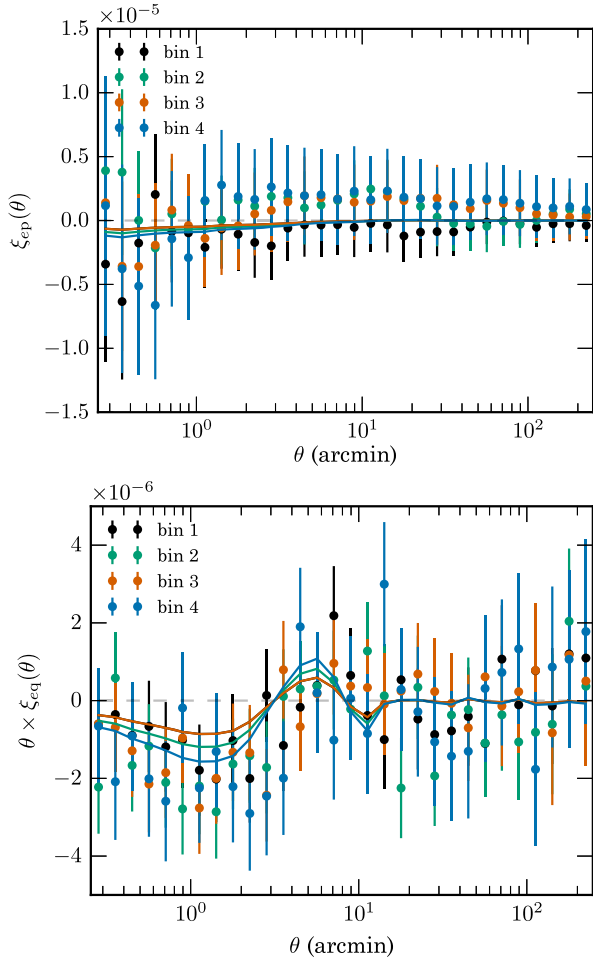 ×10⁻⁵
1.5
1.0
0.5
0.0
−0.5
−1.0
−1.5
ξep(θ)
bin 1
bin 2
bin 3
bin 4
10⁰ 10¹ 10²
θ (arcmin)
×10⁻⁶
4
2
0
−2
−4
θ × ξeq(θ)
bin 1
bin 2
bin 3
bin 4
10⁰ 10¹ 10²
θ (arcmin)